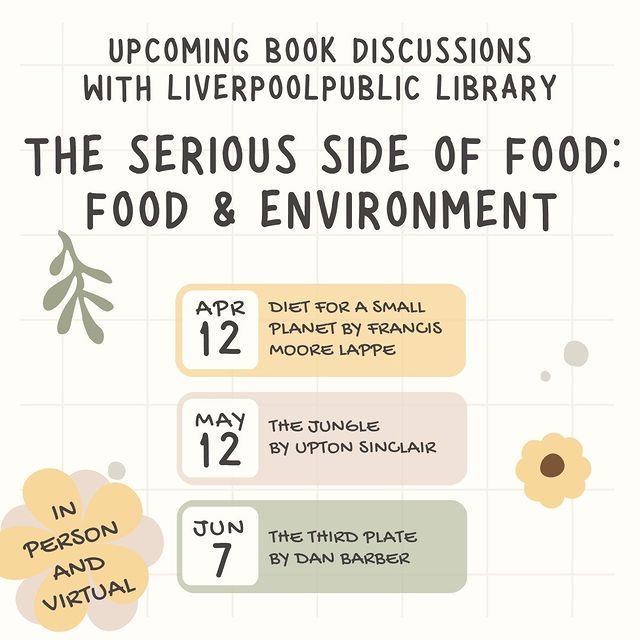 UPCOMING BOOK DISCUSSIONS
WITH LIVERPOOLPUBLIC LIBRARY
THE SERIOUS SIDE OF FOOD:
FOOD & ENVIRONMENT
APR
12
DIET FOR A SMALL
PLANET BY FRANCIS
MOORE LAPPE
MAY
12
THE JUNGLE
BY UPTON SINCLAIR
JUN
7
THE THIRD PLATE
BY DAN BARBER
IN
PERSON
AND
VIRTUAL